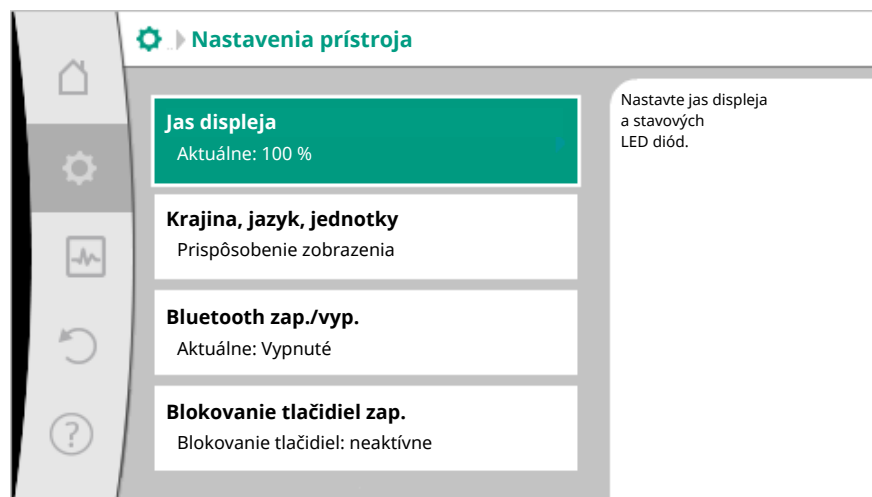 Nastavenia prístroja
Jas displeja
Aktuálne: 100 %
Krajina, jazyk, jednotky
Prispôsobenie zobrazenia
Bluetooth zap./vyp.
Aktuálne: Vypnuté
Blokovanie tlačidiel zap.
Blokovanie tlačidiel: neaktívne
Nastavte jas displeja
a stavových
LED diód.